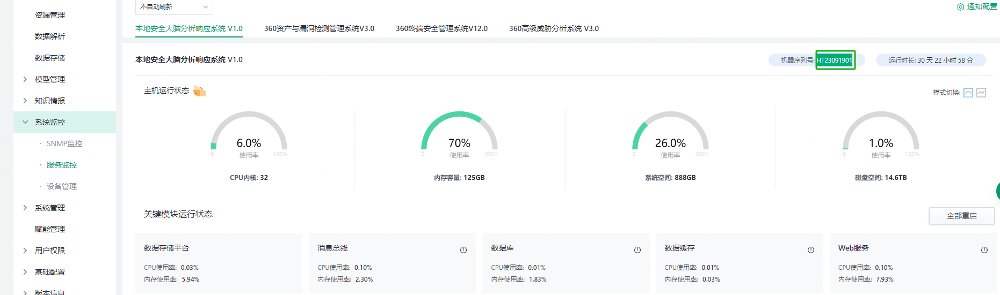 资漏管理
数据解析
数据存储
模型管理
知识情报
系统监控
· SNMP监控
· 服务监控
· 设备管理
系统管理
赋能管理
用户权限
基础配置
版本信息
不自动刷新
通知配置
本地安全大脑分析响应系统 V1.0 360资产与漏洞检测管理系统V3.0 360终端安全管理系统V12.0 360高级威胁分析系统 V3.0
本地安全大脑分析响应系统 V1.0
机器序列号: HT23091901
运行时长: 30 天 22 小时 58 分
主机运行状态
模式切换:
6.0%
使用率
0 100%
CPU内核: 32
70%
使用率
0 100%
内存容量: 125GB
26.0%
使用率
0 100%
系统空间: 888GB
1.0%
使用率
0 100%
磁盘空间: 14.6TB
关键模块运行状态
全部重启
数据存储平台
CPU使用率: 0.03%
内存使用率: 5.94%
消息总线
CPU使用率: 0.10%
内存使用率: 2.30%
数据库
CPU使用率: 0.01%
内存使用率: 1.83%
数据缓存
CPU使用率: 0.01%
内存使用率: 0.03%
Web服务
CPU使用率: 0.10%
内存使用率: 7.93%